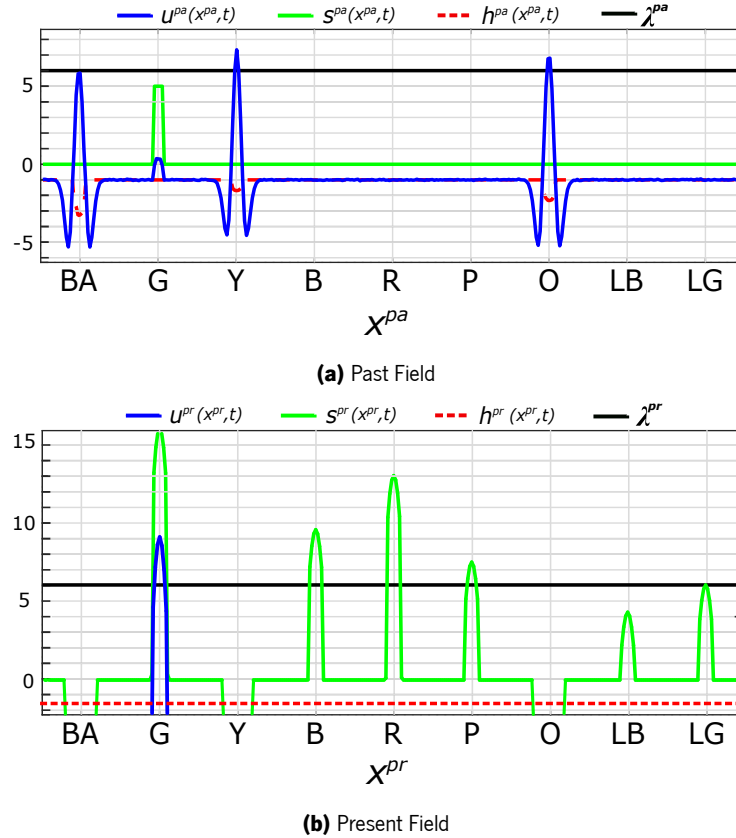 u^pa(x^pa,t) s^pa(x^pa,t) h^pa(x^pa,t) λ^pa
5
0
-5
BA G Y B R P O LB LG
x^pa
(a) Past Field
u^pr(x^pr,t) s^pr(x^pr,t) h^pr(x^pr,t) λ^pr
15
10
5
0
BA G Y B R P O LB LG
x^pr
(b) Present Field